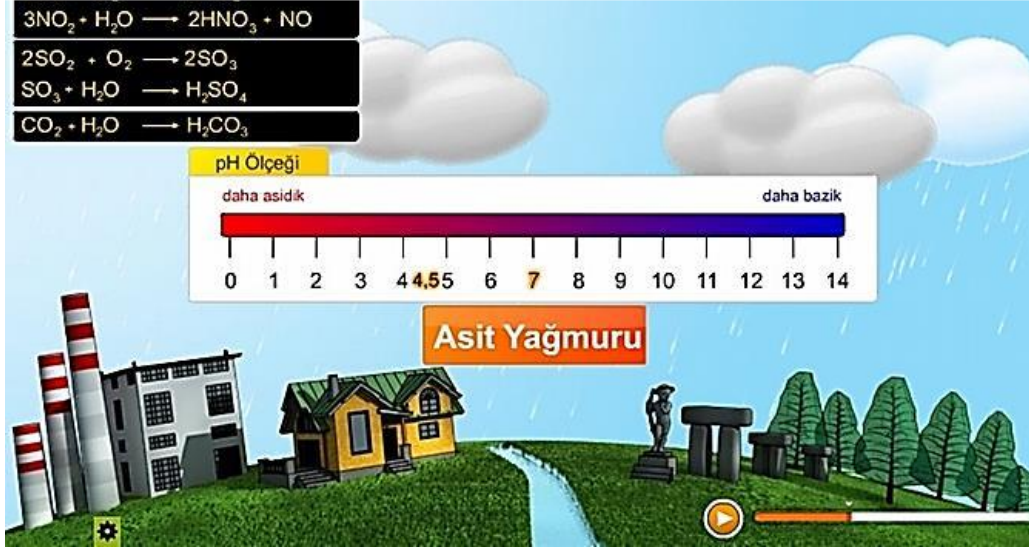 3NO₂ + H₂O → 2HNO₃ + NO
2SO₂ + O₂ → 2SO₃
SO₃ + H₂O → H₂SO₄
CO₂ + H₂O → H₂CO₃
pH Ölçeği
daha asidik daha bazik
0 1 2 3 4 4,5 5 6 7 8 9 10 11 12 13 14
Asit Yağmuru